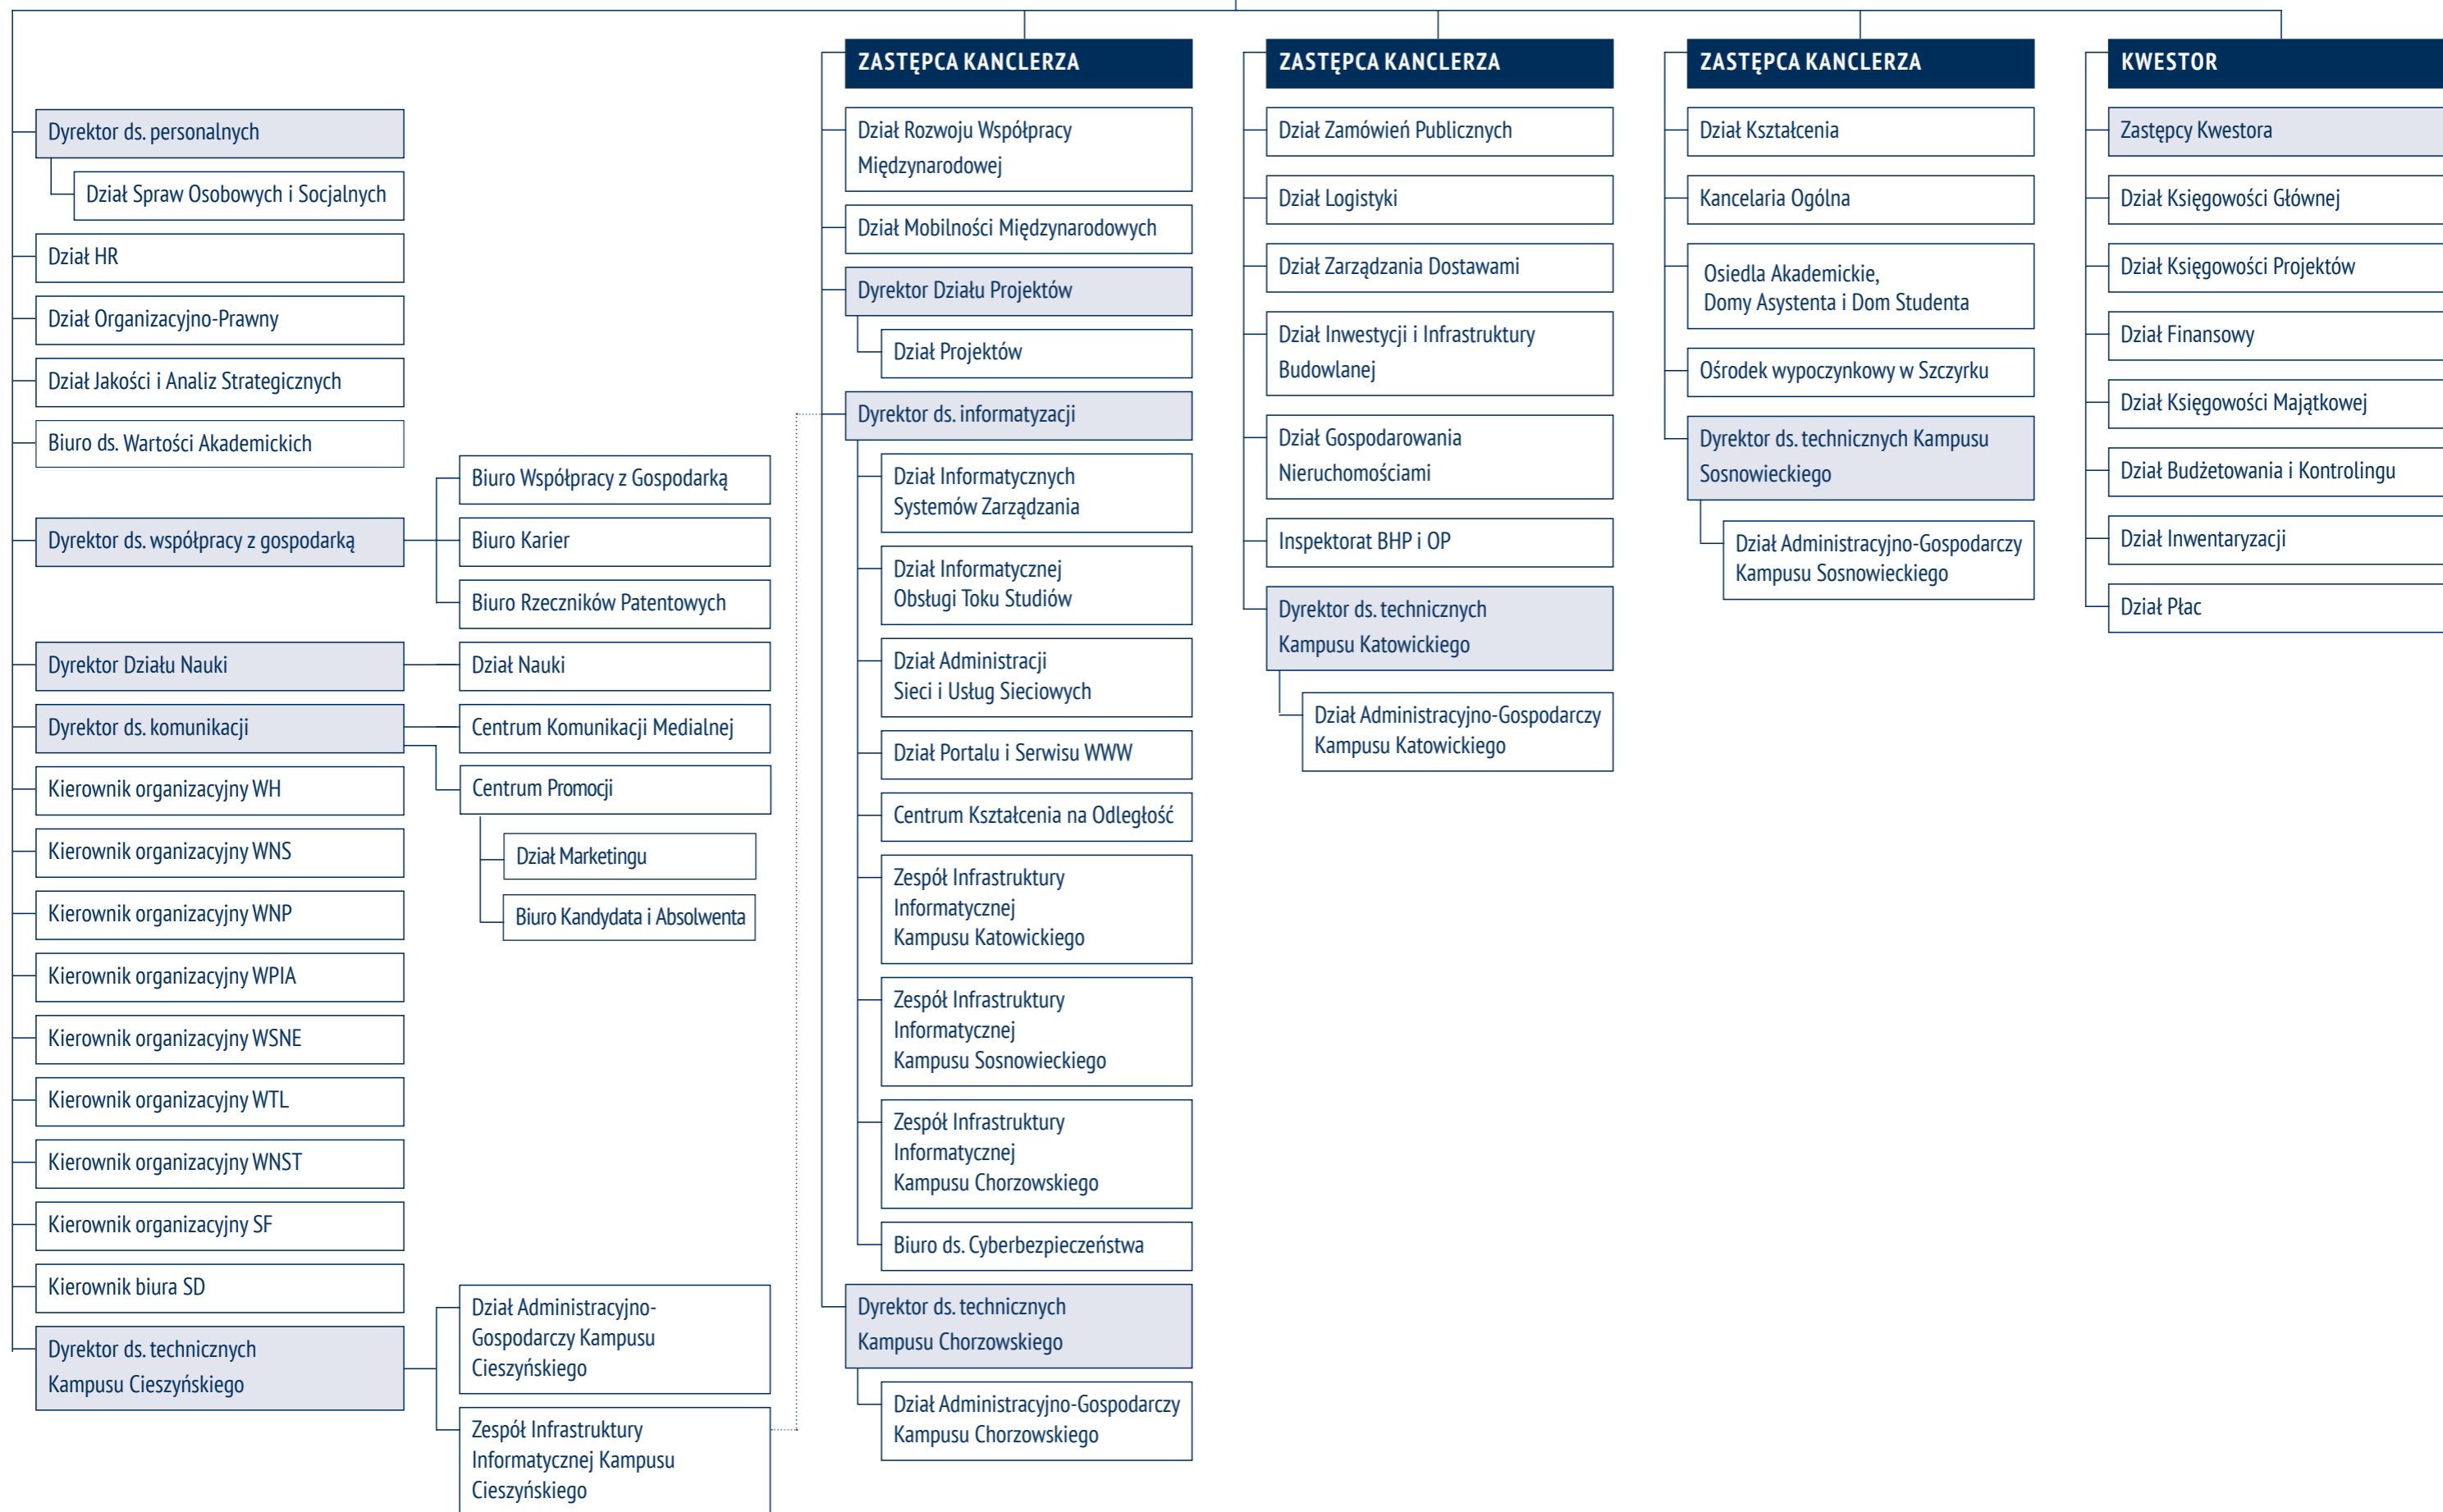 Dyrektor ds. personalnych
Dział Spraw Osobowych i Socjalnych
Dział HR
Dział Organizacyjno-Prawny
Dział Jakości i Analiz Strategicznych
Biuro ds. Wartości Akademickich
Dyrektor ds. współpracy z gospodarką
Biuro Współpracy z Gospodarką
Biuro Karier
Biuro Rzeczników Patentowych
Dyrektor Działu Nauki
Dział Nauki
Dyrektor ds. komunikacji
Centrum Komunikacji Medialnej
Centrum Promocji
Dział Marketingu
Biuro Kandydata i Absolwenta
Kierownik organizacyjny WH
Kierownik organizacyjny WNS
Kierownik organizacyjny WNP
Kierownik organizacyjny WPIA
Kierownik organizacyjny WSNE
Kierownik organizacyjny WTL
Kierownik organizacyjny WNST
Kierownik organizacyjny SF
Kierownik biura SD
Dyrektor ds. technicznych
Kampusu Cieszyńskiego
Dział Administracyjno-
Gospodarczy Kampusu
Cieszyńskiego
Zespół Infrastruktury
Informatycznej Kampusu
Cieszyńskiego
ZASTĘPCA KANCLERZA
Dział Rozwoju Współpracy
Międzynarodowej
Dział Mobilności Międzynarodowych
Dyrektor Działu Projektów
Dział Projektów
Dyrektor ds. informatyzacji
Dział Informatycznych
Systemów Zarządzania
Dział Informatycznej
Obsługi Toku Studiów
Dział Administracji
Sieci i Usług Sieciowych
Dział Portalu i Serwisu WWW
Centrum Kształcenia na Odległość
Zespół Infrastruktury
Informatycznej
Kampusu Katowickiego
Zespół Infrastruktury
Informatycznej
Kampusu Sosnowieckiego
Zespół Infrastruktury
Informatycznej
Kampusu Chorzowskiego
Biuro ds. Cyberbezpieczeństwa
Dyrektor ds. technicznych
Kampusu Chorzowskiego
Dział Administracyjno-Gospodarczy
Kampusu Chorzowskiego
ZASTĘPCA KANCLERZA
Dział Zamówień Publicznych
Dział Logistyki
Dział Zarządzania Dostawami
Dział Inwestycji i Infrastruktury
Budowlanej
Dział Gospodarowania
Nieruchomościami
Inspektorat BHP i OP
Dyrektor ds. technicznych
Kampusu Katowickiego
Dział Administracyjno-Gospodarczy
Kampusu Katowickiego
ZASTĘPCA KANCLERZA
Dział Kształcenia
Kancelaria Ogólna
Osiedla Akademickie,
Domy Asystenta i Dom Studenta
Ośrodek wypoczynkowy w Szczyrku
Dyrektor ds. technicznych Kampusu
Sosnowieckiego
Dział Administracyjno-Gospodarczy
Kampusu Sosnowieckiego
KWESTOR
Zastępcy Kwestora
Dział Księgowości Głównej
Dział Księgowości Projektów
Dział Finansowy
Dział Księgowości Majątkowej
Dział Budżetowania i Kontrolingu
Dział Inwentaryzacji
Dział Płac